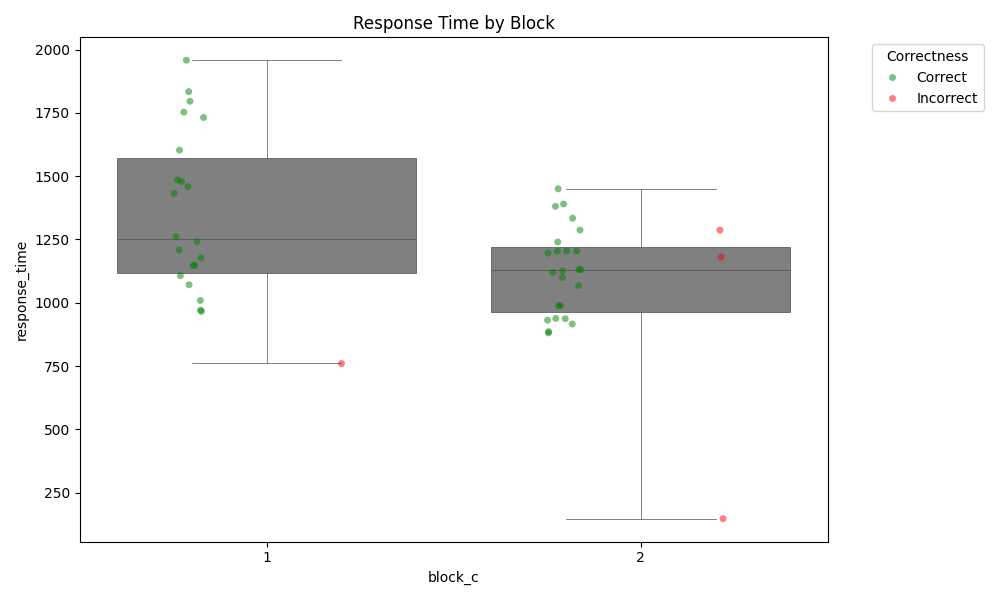 Response Time by Block
Correctness
Correct
Incorrect
2000
1750
1500
1250
1000
750
500
250
response_time
1
2
block_c